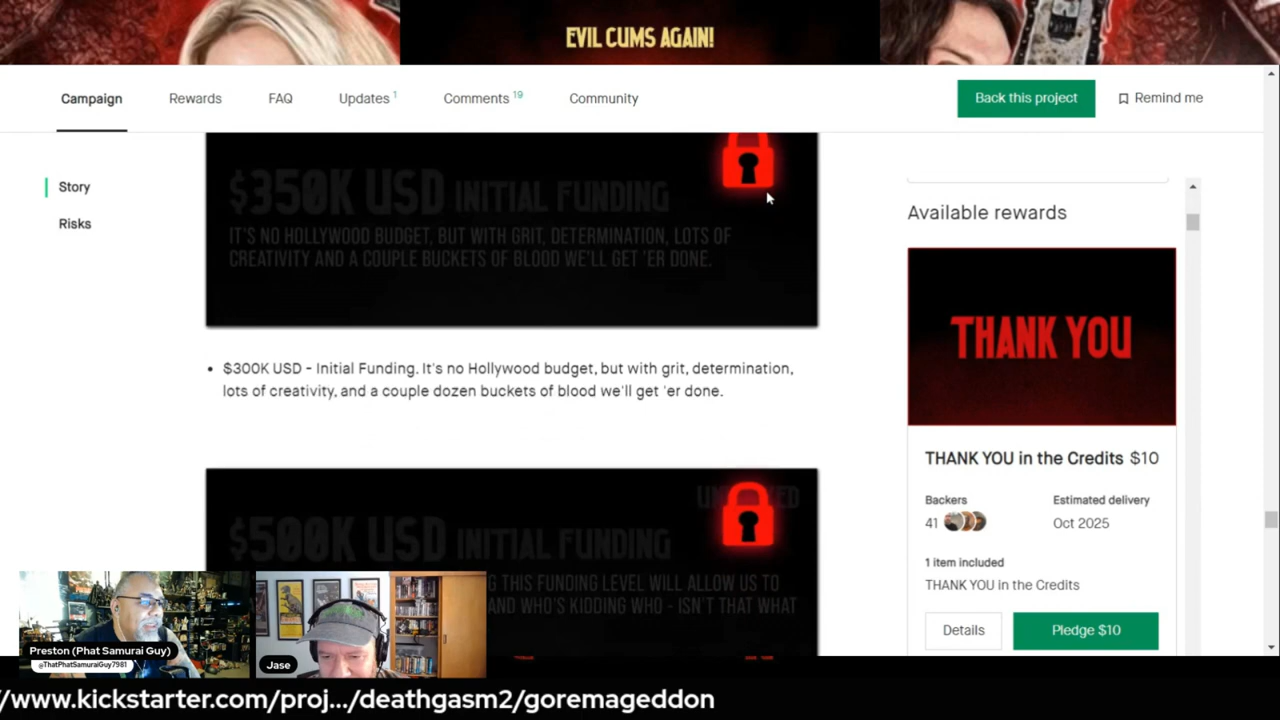 EVIL CUMS AGAIN!
Campaign
Rewards
FAQ
Updates 1
Comments 19
Community
Back this project
Remind me
Story
Risks
$350K USD INITIAL FUNDING
IT'S NO HOLLYWOOD BUDGET, BUT WITH GRIT, DETERMINATION, LOTS OF
CREATIVITY AND A COUPLE BUCKETS OF BLOOD WE'LL GET 'ER DONE.
• $300K USD - Initial Funding. It's no Hollywood budget, but with grit, determination,
lots of creativity, and a couple dozen buckets of blood we'll get 'er done.
$500K USD INITIAL FUNDING
THIS FUNDING LEVEL WILL ALLOW US TO
AND WHO'S KIDDING WHO - ISN'T THAT WHAT
Available rewards
THANK YOU
THANK YOU in the Credits $10
Backers
Estimated delivery
41
Oct 2025
1 item included
THANK YOU in the Credits
Details
Pledge $10
Preston (Phat Samurai Guy)
@ThatPhatSamuraiGuy7981
Jase
/www.kickstarter.com/proj.../deathgasm2/goremageddon